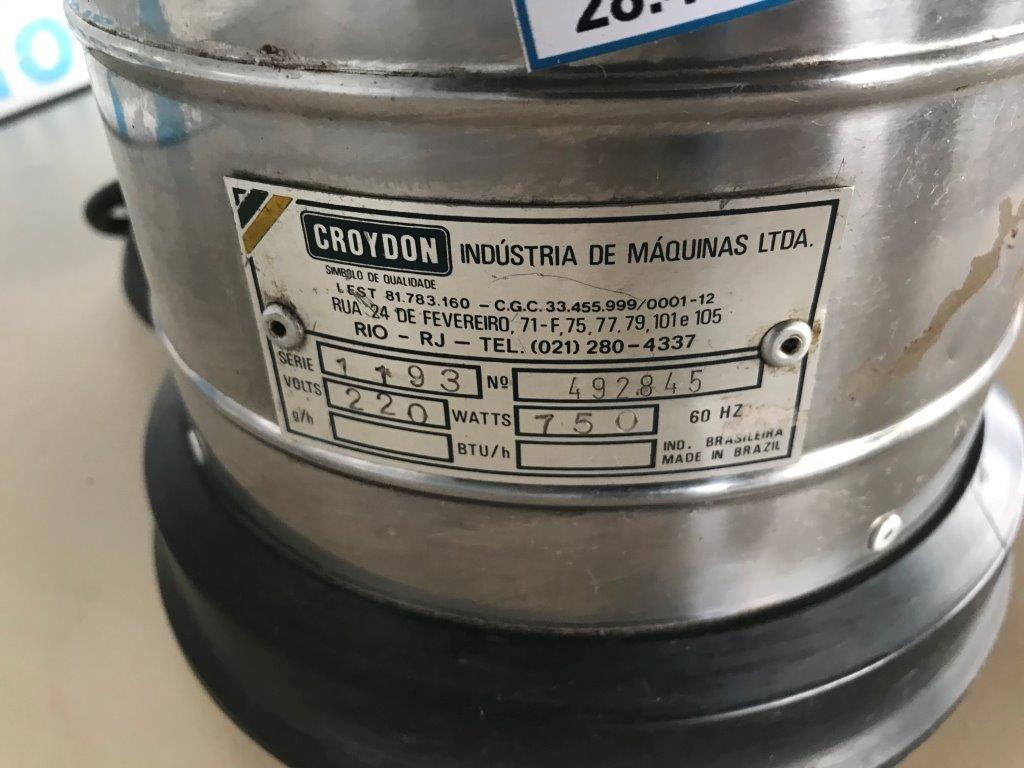 CROYDON INDÚSTRIA DE MÁQUINAS LTDA.
SIMBOLO DE QUALIDADE
I.EST 81.783.160 - C.G.C. 33.455.999/0001-12
RUA 24 DE FEVEREIRO, 71-F, 75, 77, 79, 101 e 105
RIO - RJ - TEL. (021) 280-4337
SÉRIE 1193 Nº 492845
VOLTS 220 WATTS 750 60 HZ
g/h BTU/h IND. BRASILEIRA
MADE IN BRAZIL